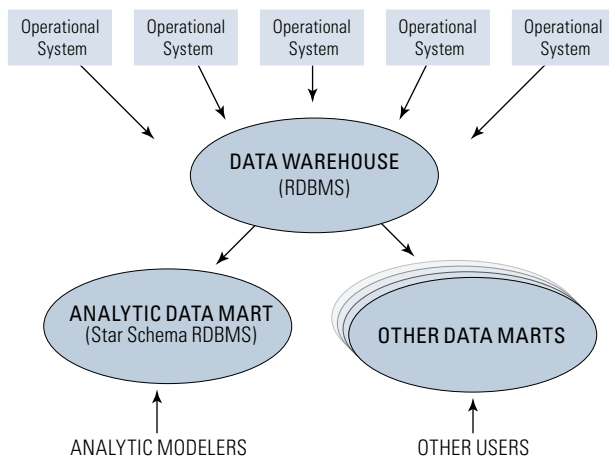 Operational
System
Operational
System
Operational
System
Operational
System
Operational
System
DATA WAREHOUSE
(RDBMS)
ANALYTIC DATA MART
(Star Schema RDBMS)
OTHER DATA MARTS
ANALYTIC MODELERS
OTHER USERS